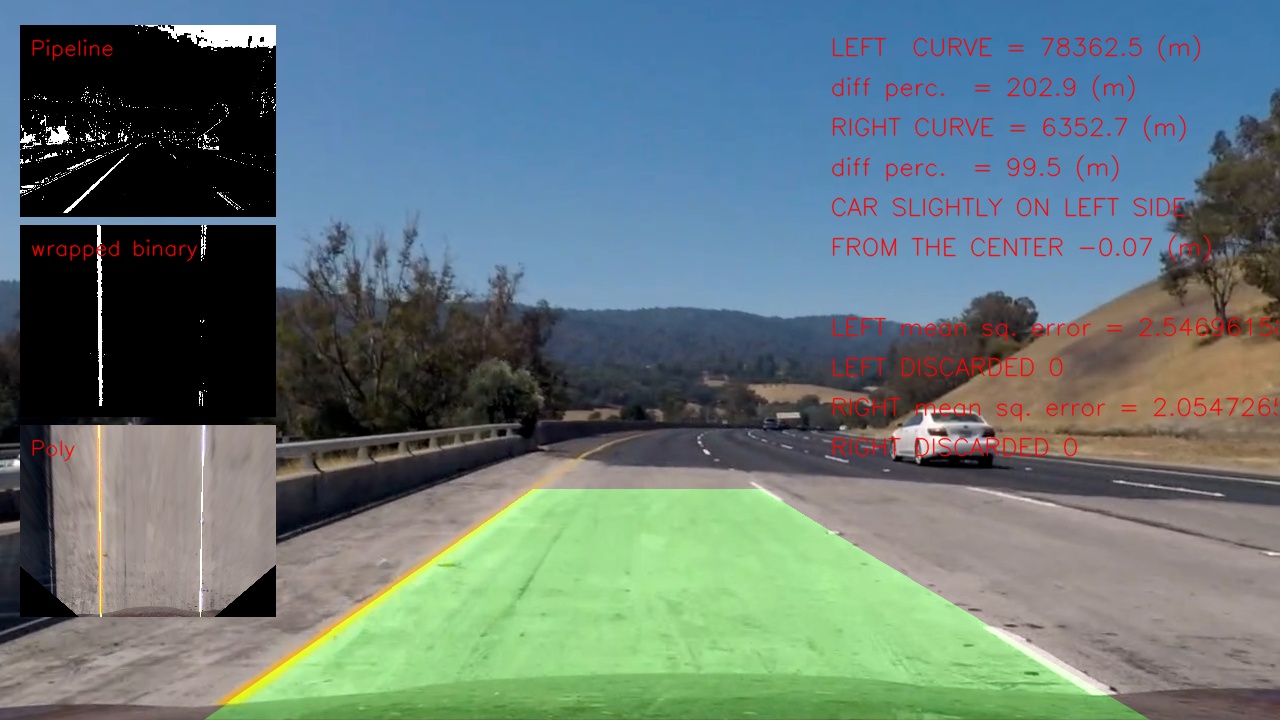 Pipeline
wrapped binary
Poly
LEFT CURVE = 78362.5 (m)
diff perc. = 202.9 (m)
RIGHT CURVE = 6352.7 (m)
diff perc. = 99.5 (m)
CAR SLIGHTLY ON LEFT SIDE
FROM THE CENTER -0.07 (m)
LEFT mean sq. error = 2.5469615
LEFT DISCARDED 0
RIGHT mean sq. error = 2.054726
RIGHT DISCARDED 0